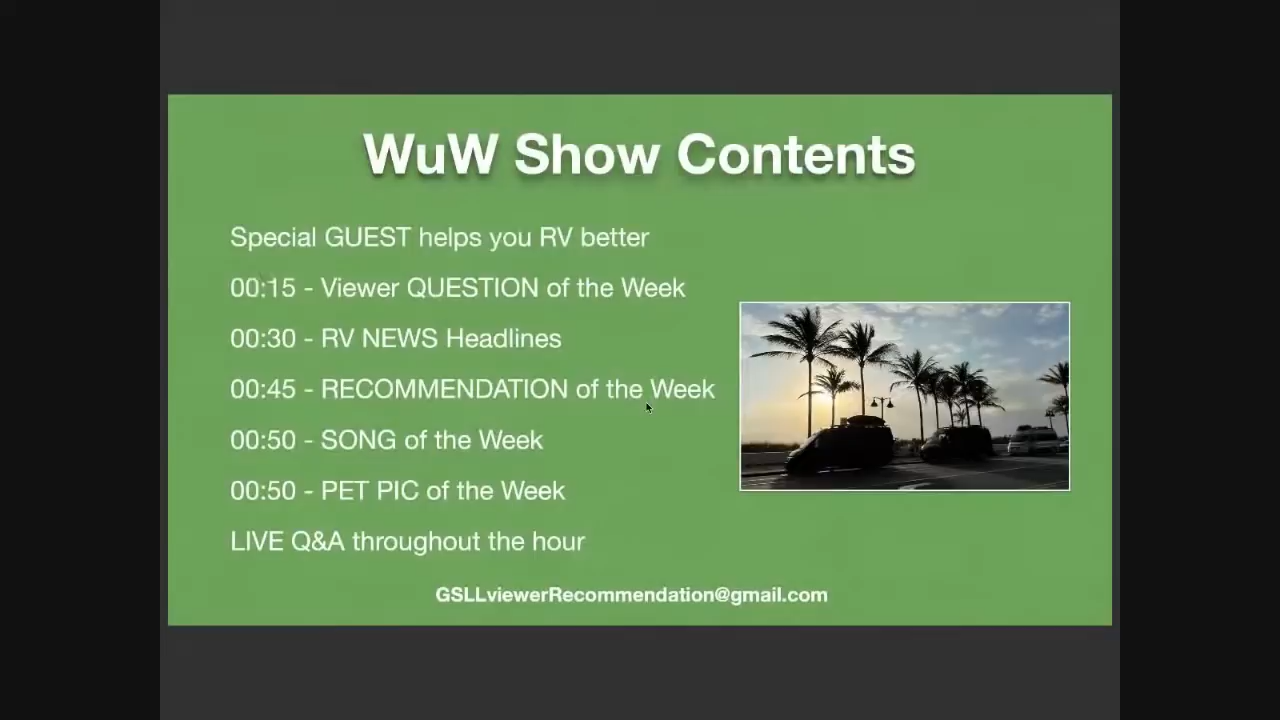 WuW Show Contents
Special GUEST helps you RV better
00:15 - Viewer QUESTION of the Week
00:30 - RV NEWS Headlines
00:45 - RECOMMENDATION of the Week
00:50 - SONG of the Week
00:50 - PET PIC of the Week
LIVE Q&A throughout the hour
GSLLviewerRecommendation@gmail.com